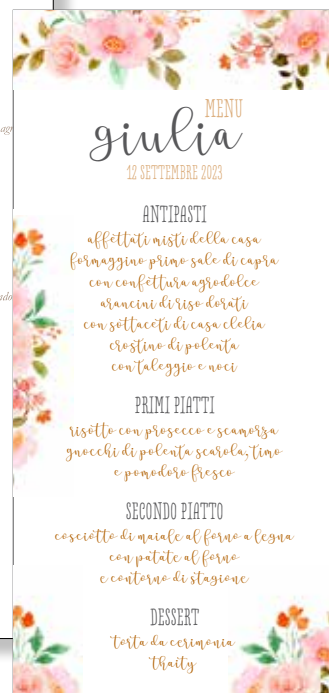 MENU
giulia
12 SETTEMBRE 2023
ANTIPASTI
affettati misti della casa
formaggino primo sale di capra
con confettura agrodolce
arancini di riso dorati
con sottaceti di casa clelia
crostino di polenta
con taleggio e noci
PRIMI PIATTI
risotto con prosecco e scamorza
gnocchi di polenta scarola, timo
e pomodoro fresco
SECONDO PIATTO
cosciotto di maiale al forno a legna
con patate al forno
e contorno di stagione
DESSERT
torta da cerimonia
thaity